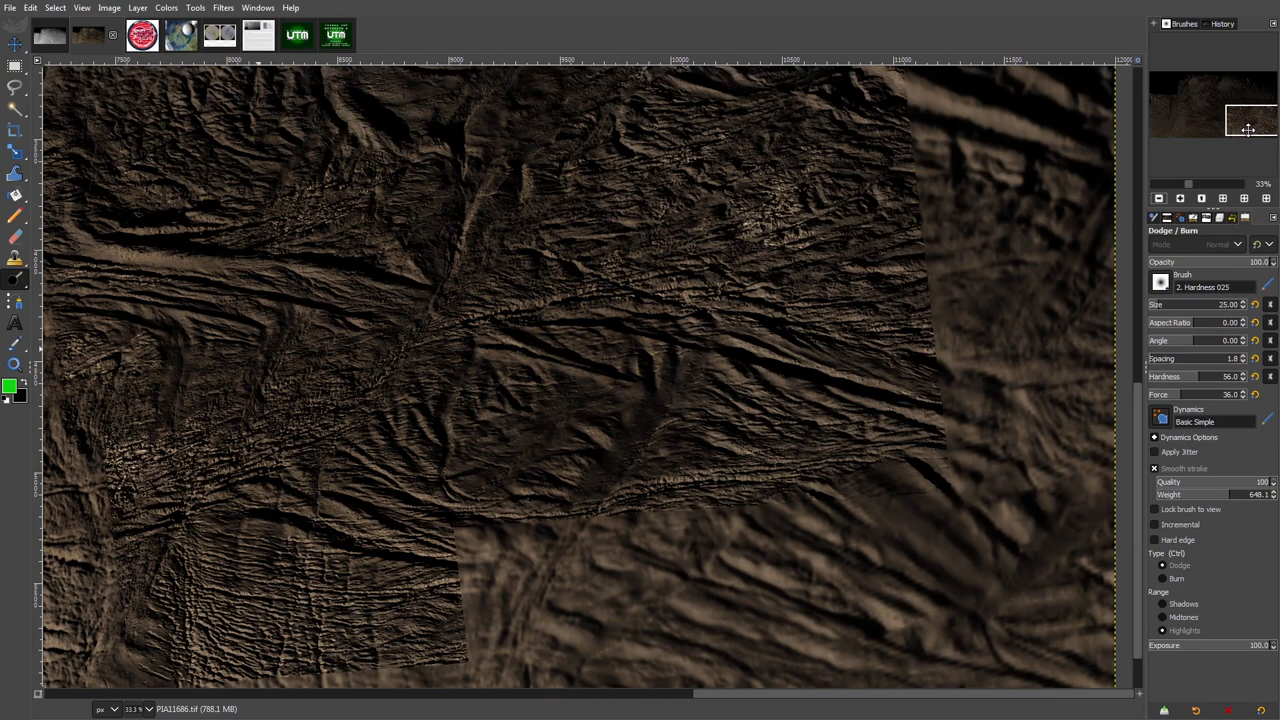 File Edit Select View Image Layer Colors Tools Filters Windows Help
UTM
UTM
Brushes History
7500 8000 8500 9000 9500 10000 10500 11000 11500 12000
33%
Dodge / Burn
Mode Normal
Opacity 100.0
Brush
2. Hardness 025
Size 25.00
Aspect Ratio 0.00
Angle 0.00
Spacing 1.8
Hardness 56.0
Force 36.0
Dynamics
Basic Simple
Dynamics Options
Apply Jitter
Smooth stroke
Quality 100
Weight 648.1
Lock brush to view
Incremental
Hard edge
Type (Ctrl)
Dodge
Burn
Range
Shadows
Midtones
Highlights
Exposure 100.0
px 33.3 % PIA11686.tif (788.1 MB)